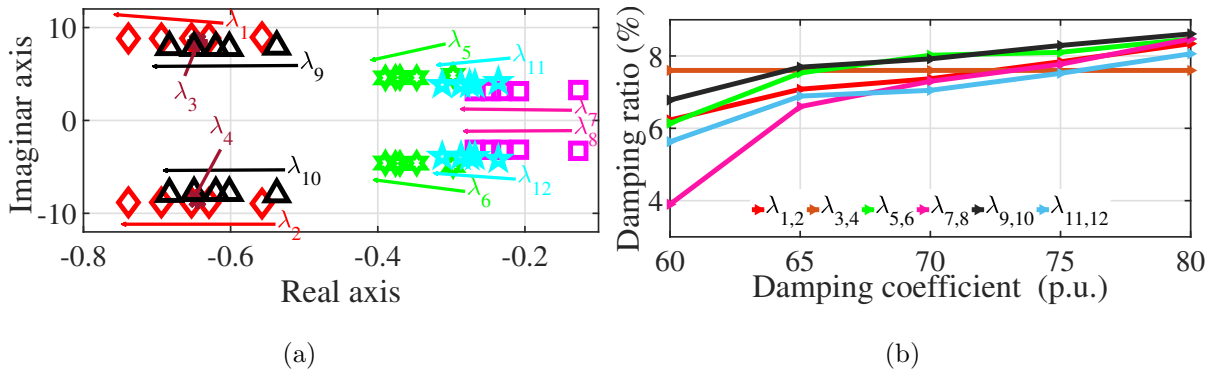 10
0
-10
Imaginar axis
-0.8
-0.6
-0.4
-0.2
Real axis
λ1
λ9
λ3
λ4
λ10
λ2
λ5
λ11
λ7
λ8
λ12
λ6
(a)
Damping ratio (%)
8
6
4
60
65
70
75
80
λ1,2
λ3,4
λ5,6
λ7,8
λ9,10
λ11,12
Damping coefficient (p.u.)
(b)